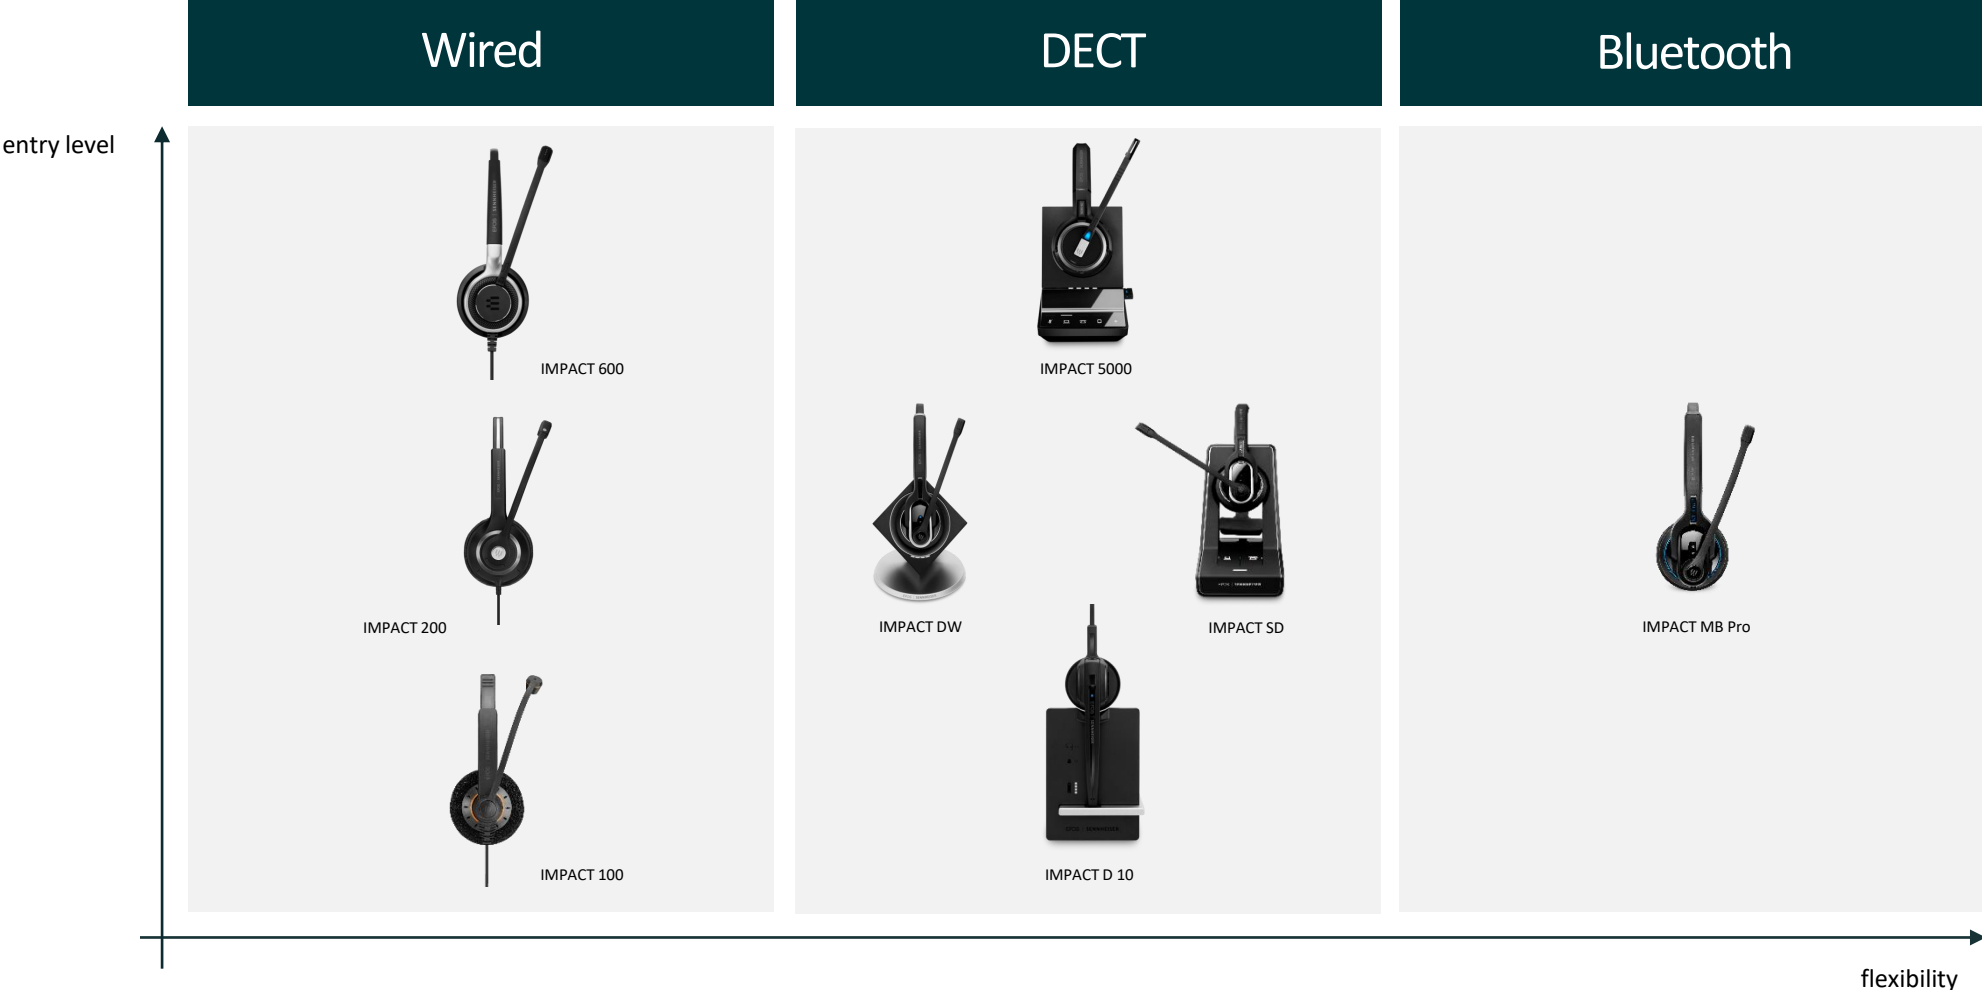 Wired
DECT
Bluetooth
entry level
IMPACT 600
IMPACT 5000
IMPACT 200
IMPACT DW
IMPACT SD
IMPACT MB Pro
IMPACT 100
IMPACT D 10
flexibility